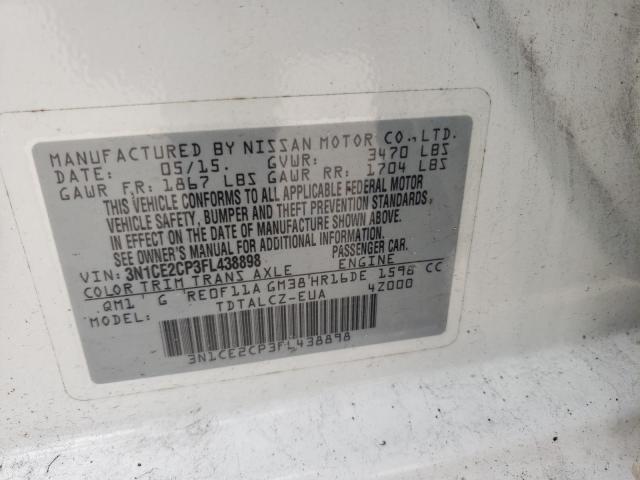 MANUFACTURED BY NISSAN MOTOR CO., LTD.
DATE: 05/15. GVWR: 3470 LBS
GAWR FR: 1867 LBS GAWR RR: 1704 LBS
THIS VEHICLE CONFORMS TO ALL APPLICABLE FEDERAL MOTOR
VEHICLE SAFETY, BUMPER AND THEFT PREVENTION STANDARDS
IN EFFECT ON THE DATE OF MANUFACTURE SHOWN ABOVE.
SEE OWNER'S MANUAL FOR ADDITIONAL INFORMATION.
VIN: 3N1CE2CP3FL438898 PASSENGER CAR.
COLOR TRIM TRANS AXLE ENGINE
QM1 G RE0F11A GM38 HR16DE 1598 CC
MODEL: TDTALCZ-EUA 4Z000
3N1CE2CP3FL438898